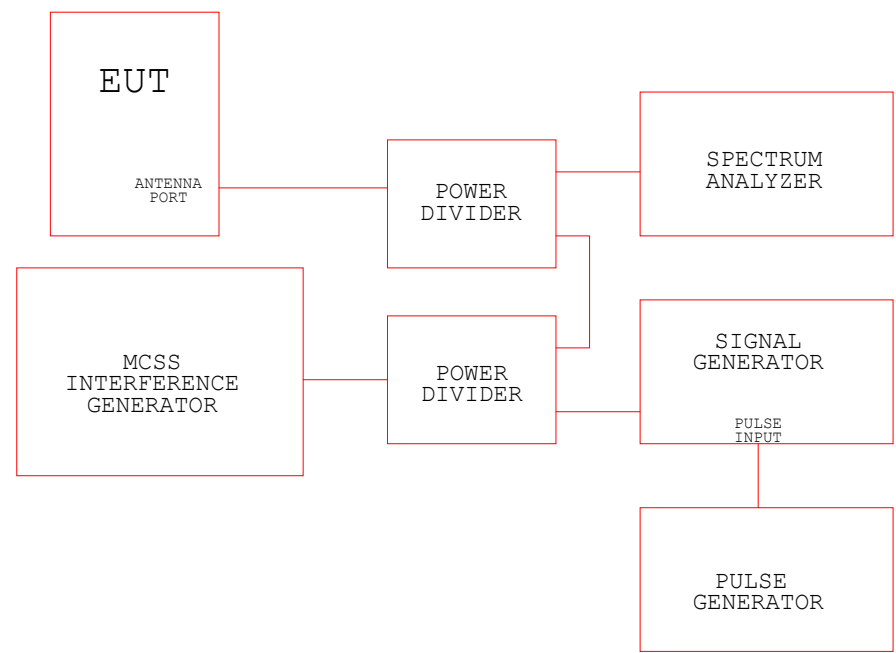 EUT
ANTENNA
PORT
POWER
DIVIDER
SPECTRUM
ANALYZER
MCSS
INTERFERENCE
GENERATOR
POWER
DIVIDER
SIGNAL
GENERATOR
PULSE
INPUT
PULSE
GENERATOR